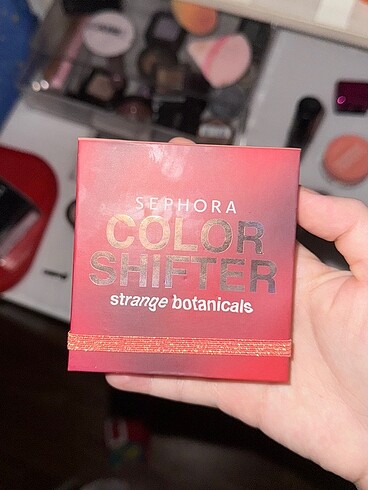 SEPHORA
COLOR
SHIFTER
strange botanicals